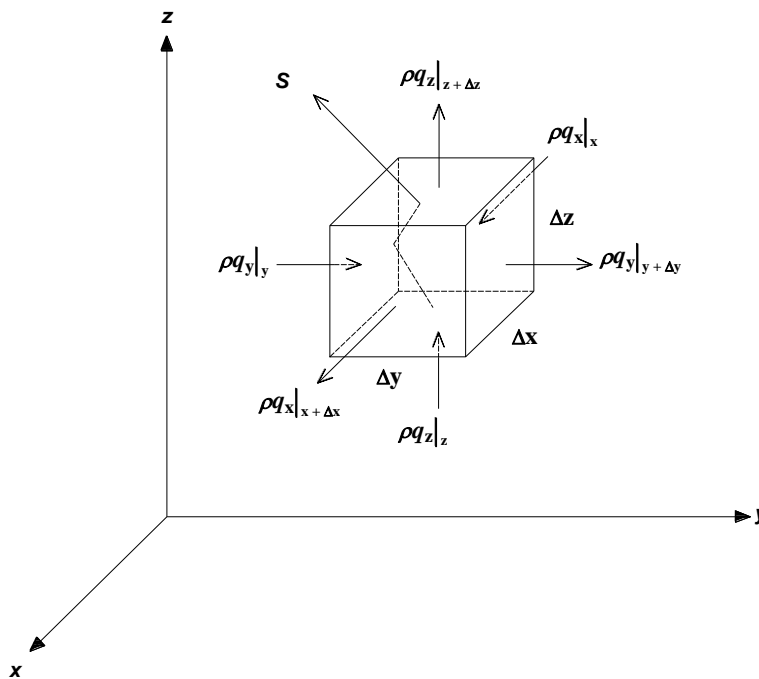 z
S
ρq_z|_{z + Δz}
ρq_x|_x
Δz
ρq_y|_y
ρq_y|_{y + Δy}
Δx
Δy
ρq_x|_{x + Δx}
ρq_z|_z
y
x